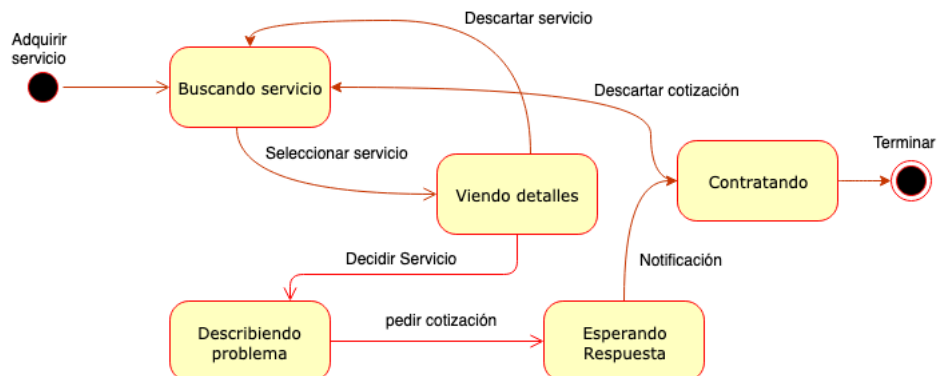 Descartar servicio
Adquirir
servicio
Buscando servicio
Descartar cotización
Terminar
Seleccionar servicio
Viendo detalles
Contratando
Decidir Servicio
Notificación
Describiendo
problema
pedir cotización
Esperando
Respuesta